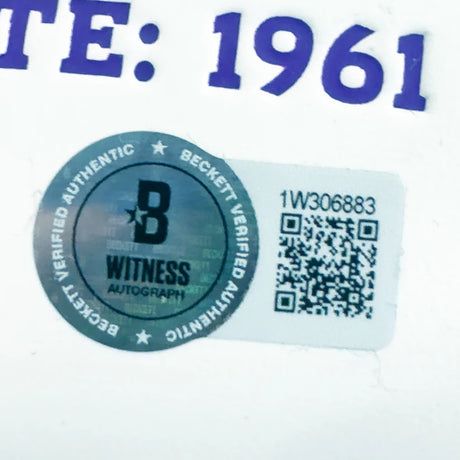 TE: 1961
BECKETT VERIFIED AUTHENTIC ★ BECKETT VERIFIED AUTHENTIC ★
B
WITNESS
AUTOGRAPH
1W306883